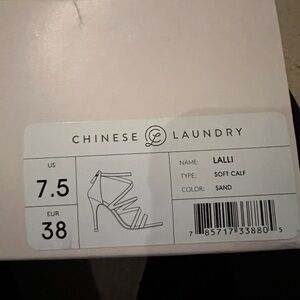 CHINESE L LAUNDRY
US
7.5
EUR
38
NAME: LALLI
TYPE: SOFT CALF
COLOR: SAND
7 85717 33880 5